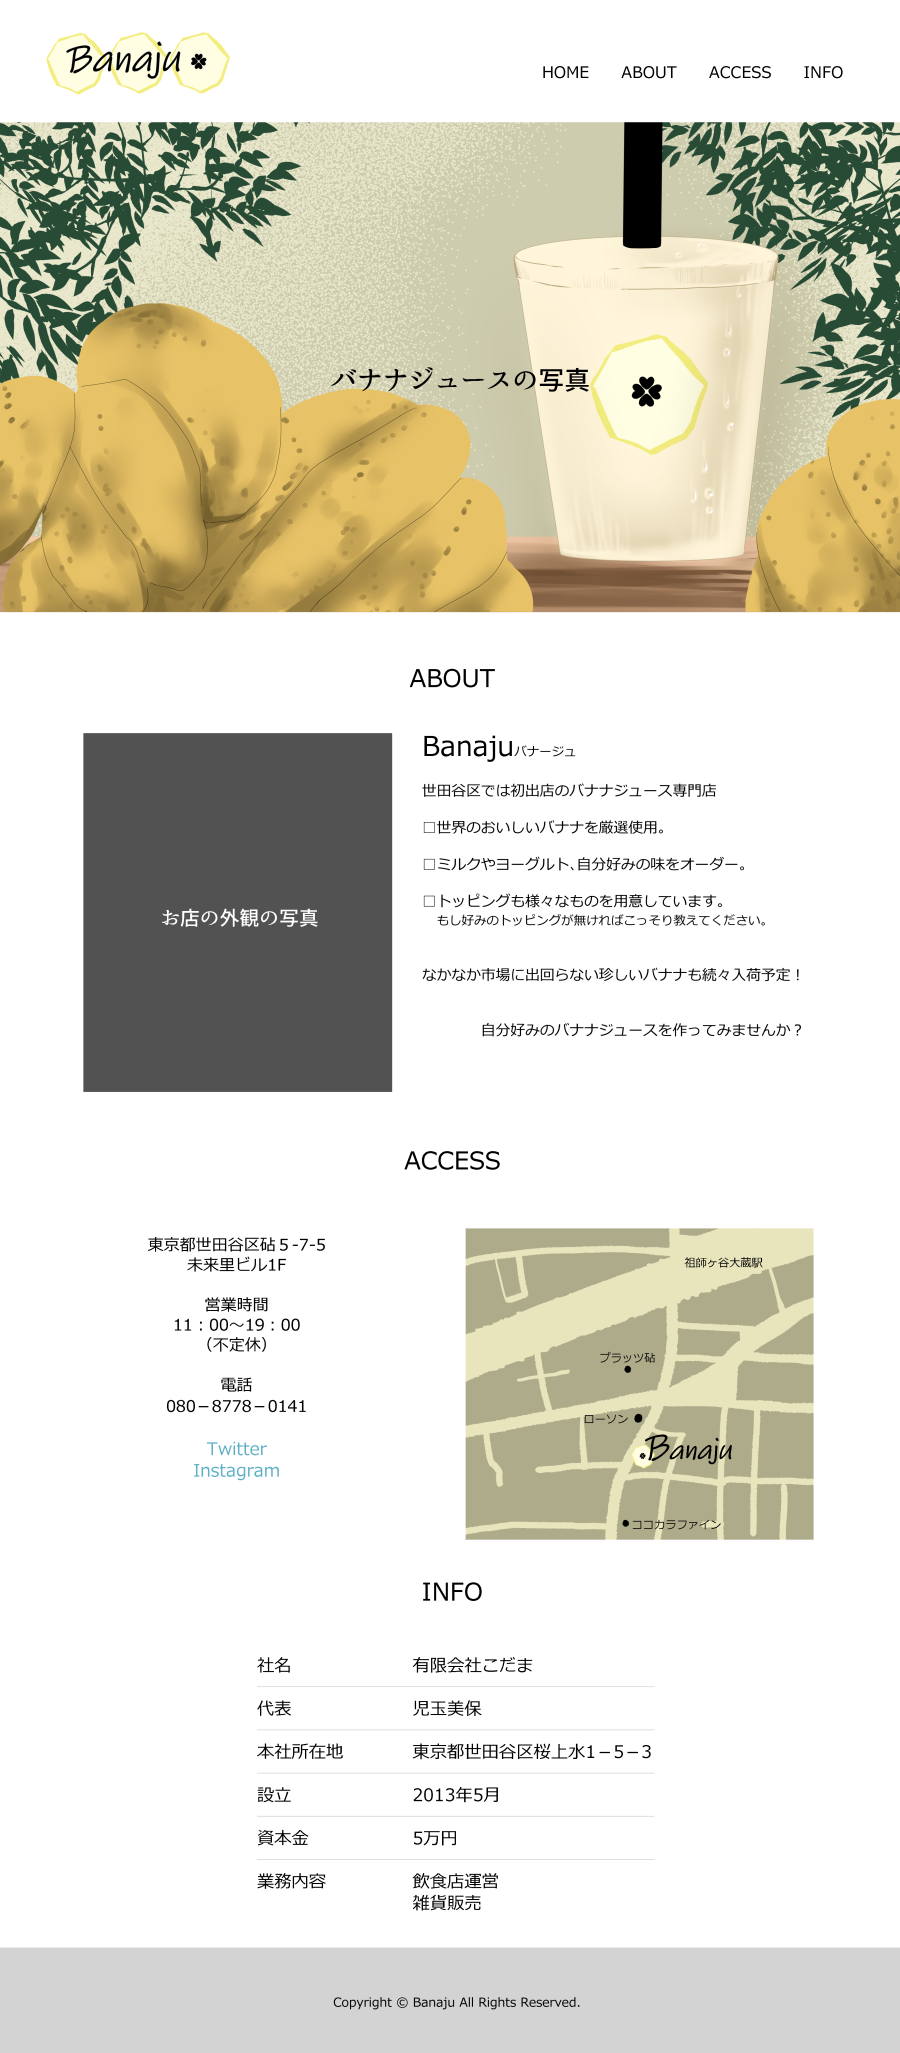 Banaju
HOME ABOUT ACCESS INFO
バナナジュースの写真
ABOUT
お店の外観の写真
Banajuバナージュ
世田谷区では初出店のバナナジュース専門店
□世界のおいしいバナナを厳選使用。
□ミルクやヨーグルト、自分好みの味をオーダー。
□トッピングも様々なものを用意しています。
もし好みのトッピングが無ければこっそり教えてください。
なかなか市場に出回らない珍しいバナナも続々入荷予定！
自分好みのバナナジュースを作ってみませんか？
ACCESS
東京都世田谷区砧５-7-5
未来里ビル1F
営業時間
11：00～19：00
（不定休）
電話
080－8778－0141
Twitter
Instagram
祖師ヶ谷大蔵駅
ブラッツ砧
ローソン
Banaju
ココカラファイン
INFO
社名 有限会社こだま
代表 児玉美保
本社所在地 東京都世田谷区桜上水1－5－3
設立 2013年5月
資本金 5万円
業務内容 飲食店運営
雑貨販売
Copyright © Banaju All Rights Reserved.